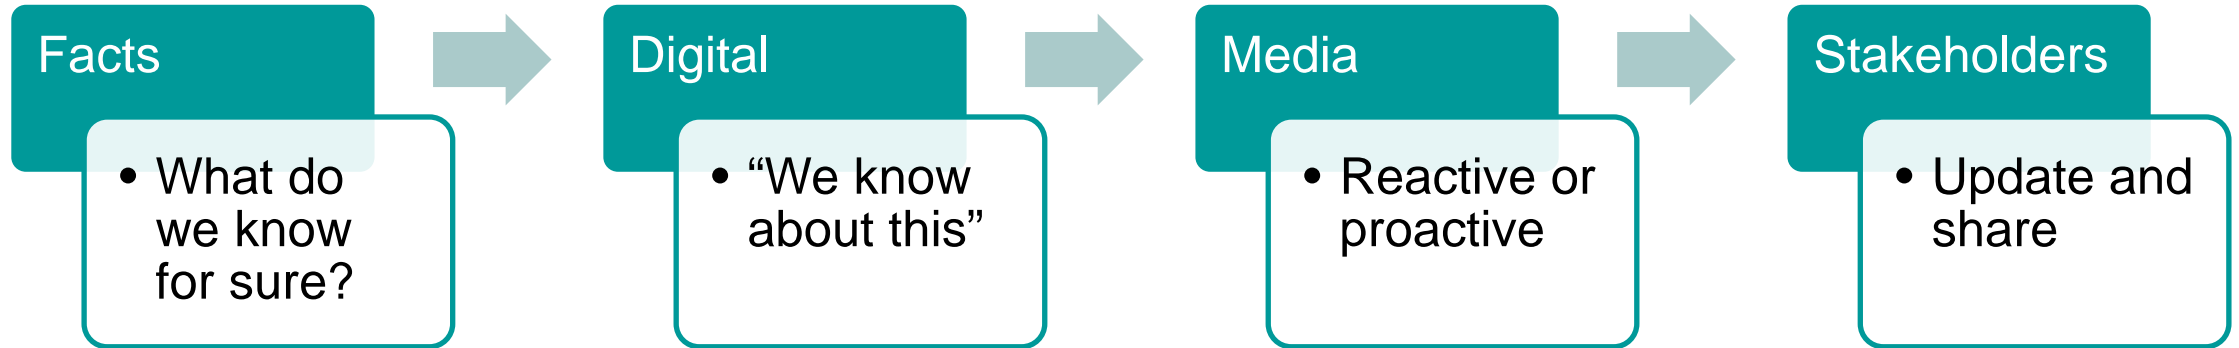 Facts
• What do
we know
for sure?
Digital
• “We know
about this”
Media
• Reactive or
proactive
Stakeholders
• Update and
share